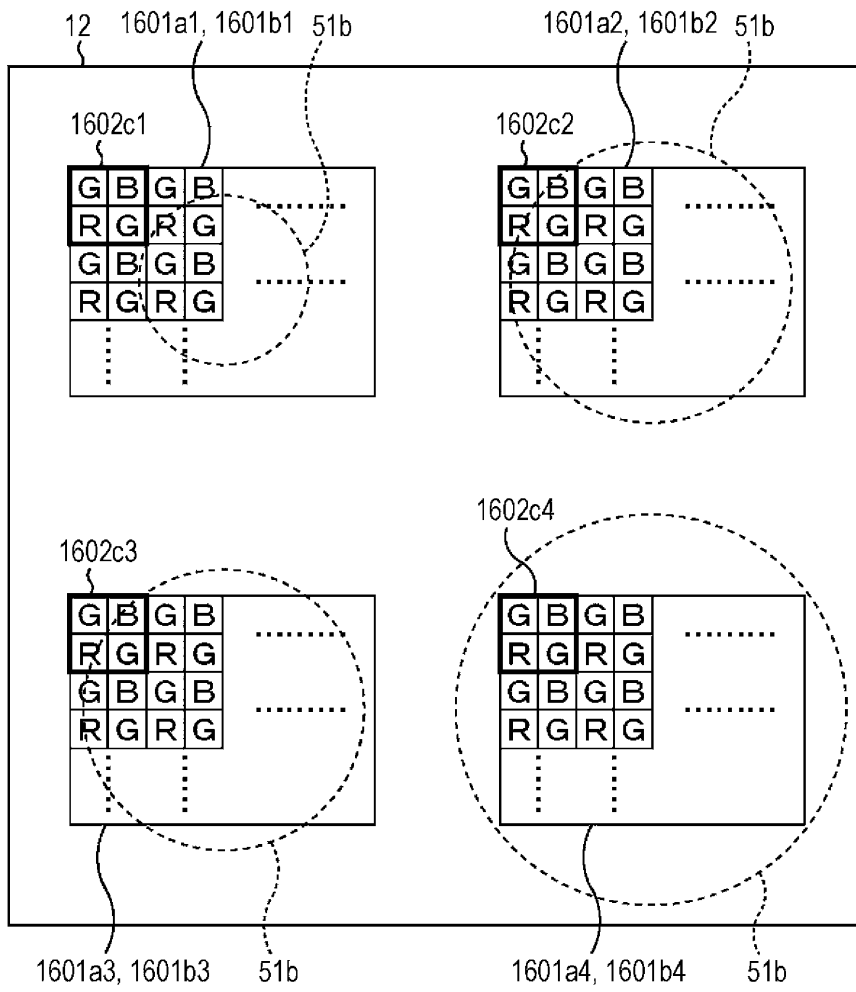 12 1601a1, 1601b1 51b 1601a2, 1601b2 51b
1602c1 1602c2
G B G B G B G B
R G R G R G R G
G B G B G B G B
R G R G R G R G
1602c4
1602c3
G B G B G B G B
R G R G R G R G
G B G B G B G B
R G R G R G R G
1601a3, 1601b3 51b 1601a4, 1601b4 51b